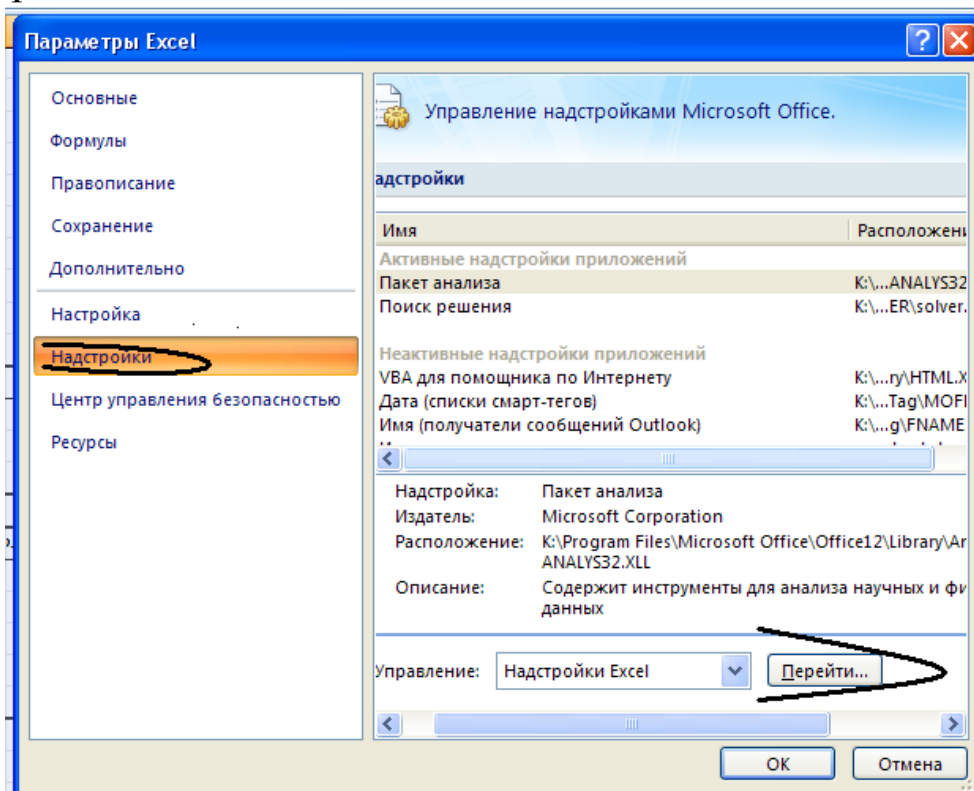 Параметры Excel
Основные
Формулы
Правописание
Сохранение
Дополнительно
Настройка
Надстройки
Центр управления безопасностью
Ресурсы
Управление надстройками Microsoft Office.
адстройки
Имя Расположени
Активные надстройки приложений
Пакет анализа K:\...ANALYS32
Поиск решения K:\...ER\solver.
Неактивные надстройки приложений
VBA для помощника по Интернету K:\...ry\HTML.X
Дата (списки смарт-тегов) K:\...Tag\MOFI
Имя (получатели сообщений Outlook) K:\...g\FNAME
Надстройка: Пакет анализа
Издатель: Microsoft Corporation
Расположение: K:\Program Files\Microsoft Office\Office12\Library\Ar
ANALYS32.XLL
Описание: Содержит инструменты для анализа научных и фи
данных
Управление: Надстройки Excel Перейти...
ОК Отмена